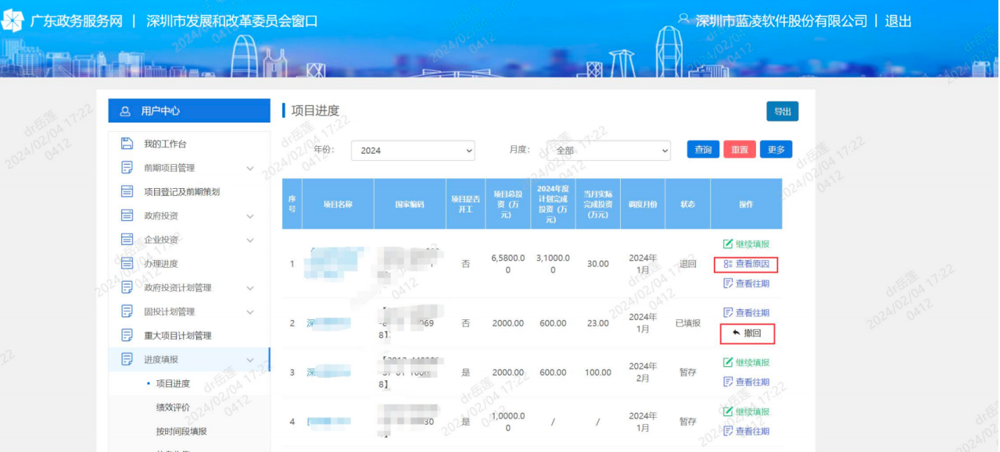 广东政务服务网 | 深圳市发展和改革委员会窗口
深圳市蓝凌软件股份有限公司 | 退出
用户中心
我的工作台
前期项目管理
项目登记及前期策划
政府投资
企业投资
办理进度
政府投资计划管理
固投计划管理
重大项目计划管理
进度填报
项目进度
绩效评价
按时间段填报
项目进度
导出
年份: 2024 月度: 全部 查询 重置 更多
序号 项目名称 国家编码 项目是否开工 项目总投资 (万元) 2024年度计划完成投资 (万元) 当月实际完成投资 (万元) 调度月份 状态 操作
1 否 6,5800.00 3,1000.00 30.00 2024年1月 退回 继续填报
查看原因
查看往期
2 深 069 8】 否 2000.00 600.00 23.00 2024年1月 已填报 查看往期
撤回
3 深 8】 是 2000.00 600.00 100.00 2024年2月 暂存 继续填报
查看往期
4 30 是 1,0000.00 / / 2024年1月 暂存 继续填报
查看往期
dr岳莲 17:22
2024/02/04 0412